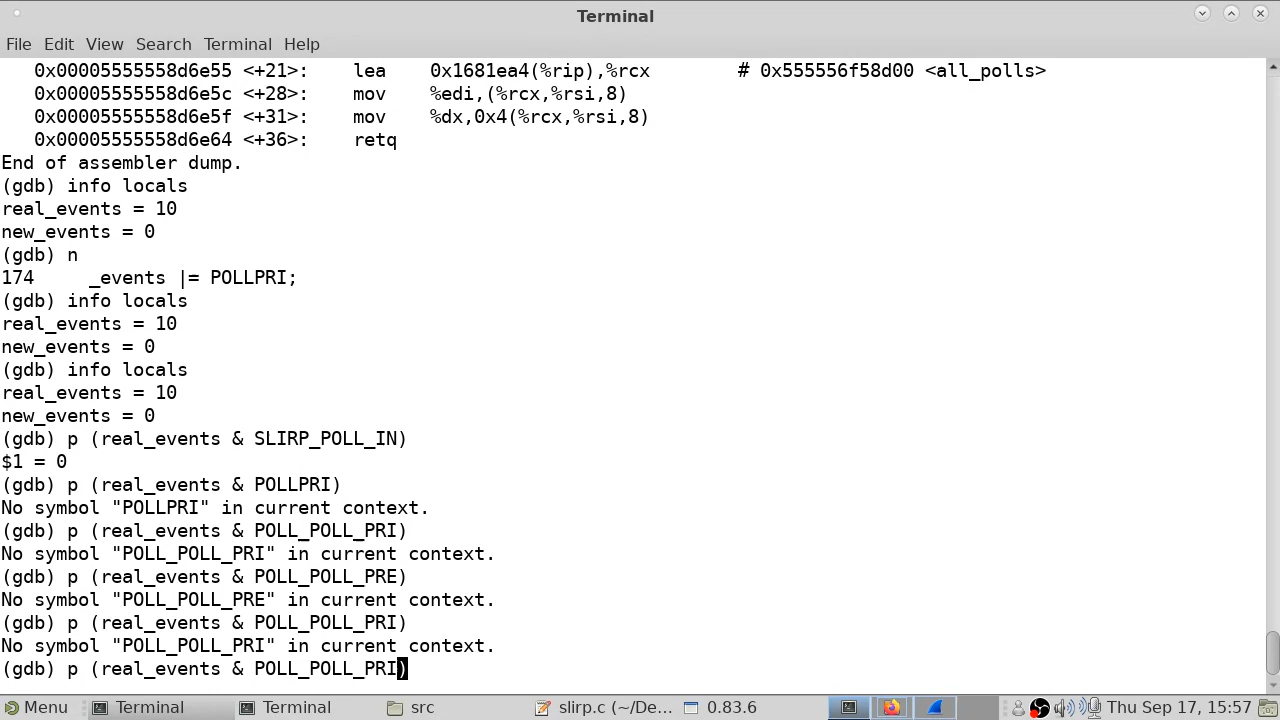 Terminal
File Edit View Search Terminal Help
0x00005555558d6e55 <+21>: lea 0x1681ea4(%rip),%rcx # 0x555556f58d00 <all_polls>
0x00005555558d6e5c <+28>: mov %edi,(%rcx,%rsi,8)
0x00005555558d6e5f <+31>: mov %dx,0x4(%rcx,%rsi,8)
0x00005555558d6e64 <+36>: retq
End of assembler dump.
(gdb) info locals
real_events = 10
new_events = 0
(gdb) n
174 _events |= POLLPRI;
(gdb) info locals
real_events = 10
new_events = 0
(gdb) info locals
real_events = 10
new_events = 0
(gdb) p (real_events & SLIRP_POLL_IN)
$1 = 0
(gdb) p (real_events & POLLPRI)
No symbol "POLLPRI" in current context.
(gdb) p (real_events & POLL_POLL_PRI)
No symbol "POLL_POLL_PRI" in current context.
(gdb) p (real_events & POLL_POLL_PRE)
No symbol "POLL_POLL_PRE" in current context.
(gdb) p (real_events & POLL_POLL_PRI)
No symbol "POLL_POLL_PRI" in current context.
(gdb) p (real_events & POLL_POLL_PRI)
Menu Terminal Terminal src slirp.c (~/De... 0.83.6 Thu Sep 17, 15:57